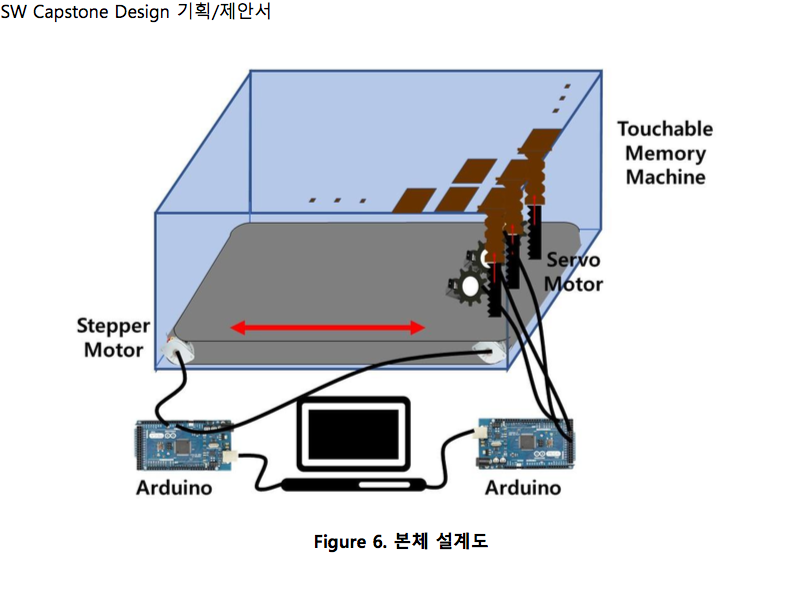 SW Capstone Design 기획/제안서
Touchable
Memory
Machine
Servo
Motor
Stepper
Motor
Arduino
Arduino
Figure 6. 본체 설계도